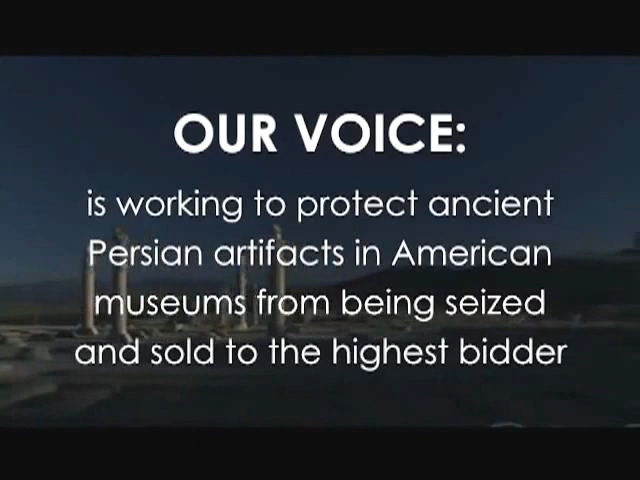 OUR VOICE:
is working to protect ancient
Persian artifacts in American
museums from being seized
and sold to the highest bidder